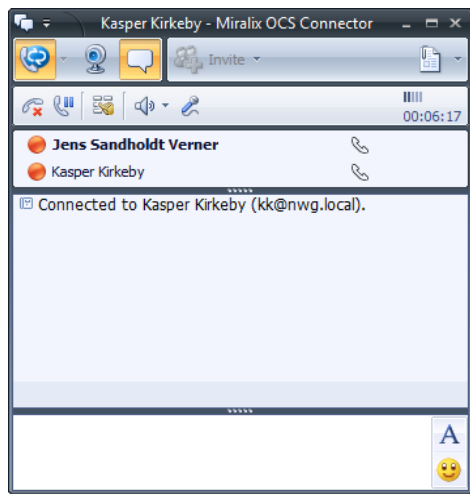 Kasper Kirkeby - Miralix OCS Connector
Invite
00:06:17
Jens Sandholdt Verner
Kasper Kirkeby
Connected to Kasper Kirkeby (kk@nwg.local).
A